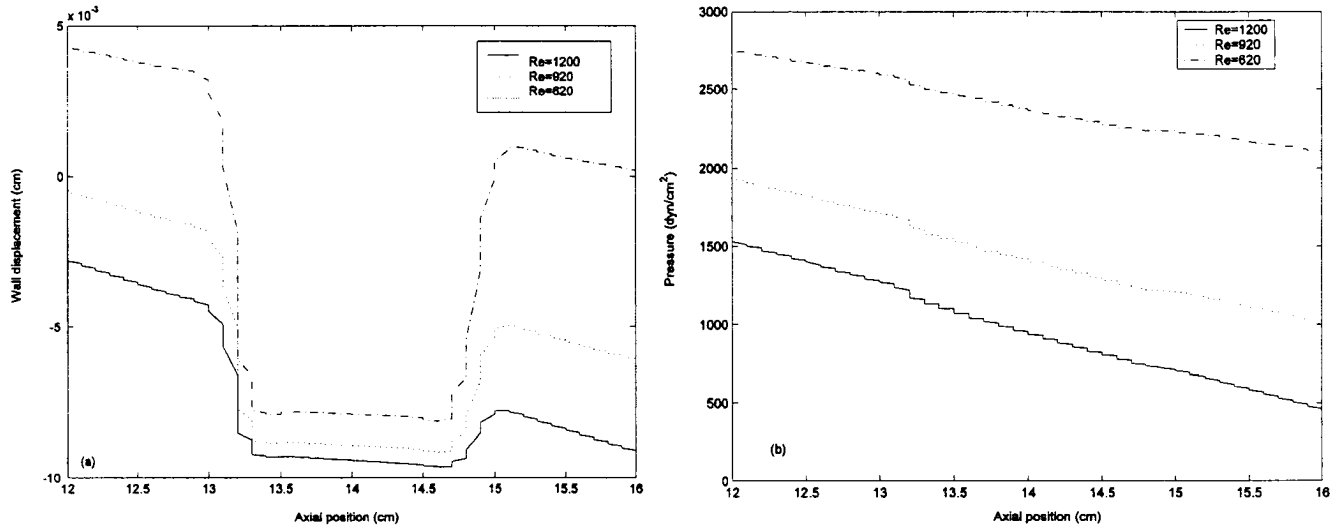 5 x 10⁻³
0
-5
-10
Wall displacement (cm)
Re=1200
Re=920
Re=620
(a)
12 12.5 13 13.5 14 14.5 15 15.5 16
Axial position (cm)
3000
2500
2000
1500
1000
500
0
Pressure (dyn/cm²)
Re=1200
Re=920
Re=620
(b)
12 12.5 13 13.5 14 14.5 15 15.5 16
Axial position (cm)